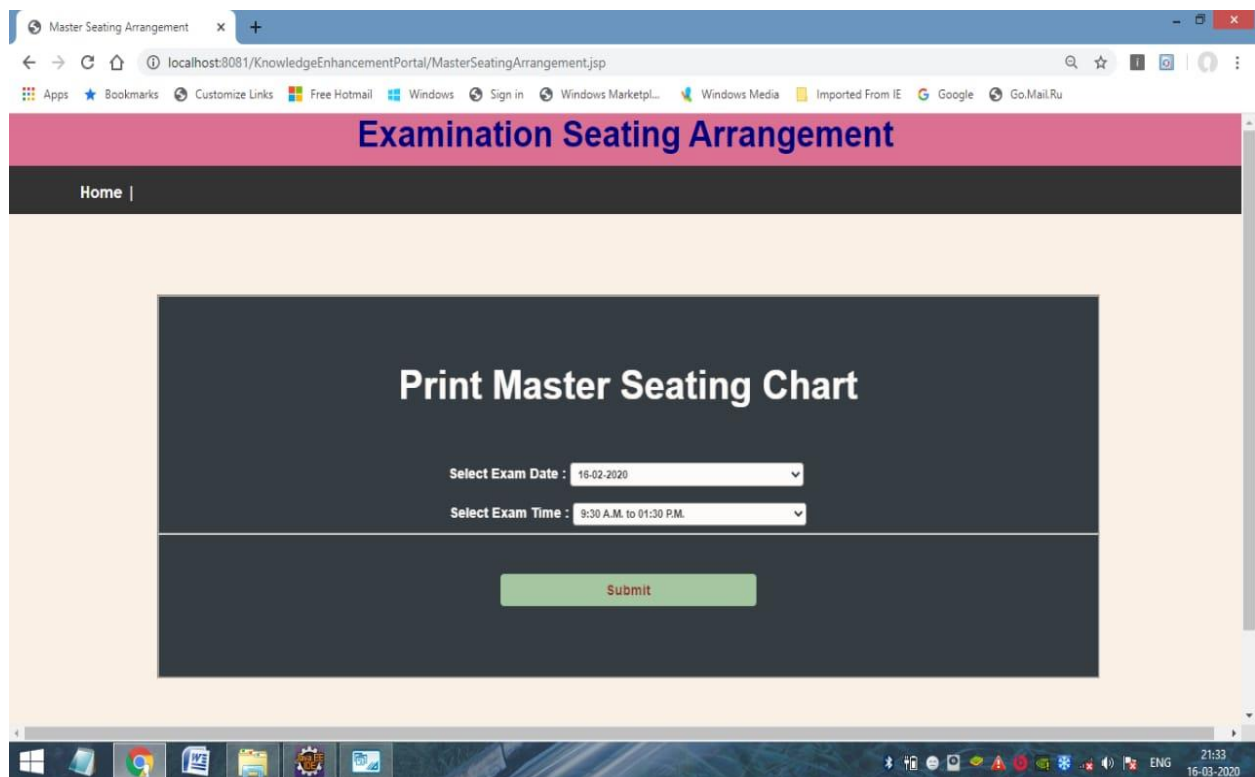 Master Seating Arrangement
localhost:8081/KnowledgeEnhancementPortal/MasterSeatingArrangement.jsp
Apps Bookmarks Customize Links Free Hotmail Windows Sign in Windows Marketpl... Windows Media Imported From IE Google Go.Mail.Ru
Examination Seating Arrangement
Home |
Print Master Seating Chart
Select Exam Date : 16-02-2020
Select Exam Time : 9:30 A.M. to 01:30 P.M.
Submit
ENG 21:33
16-03-2020